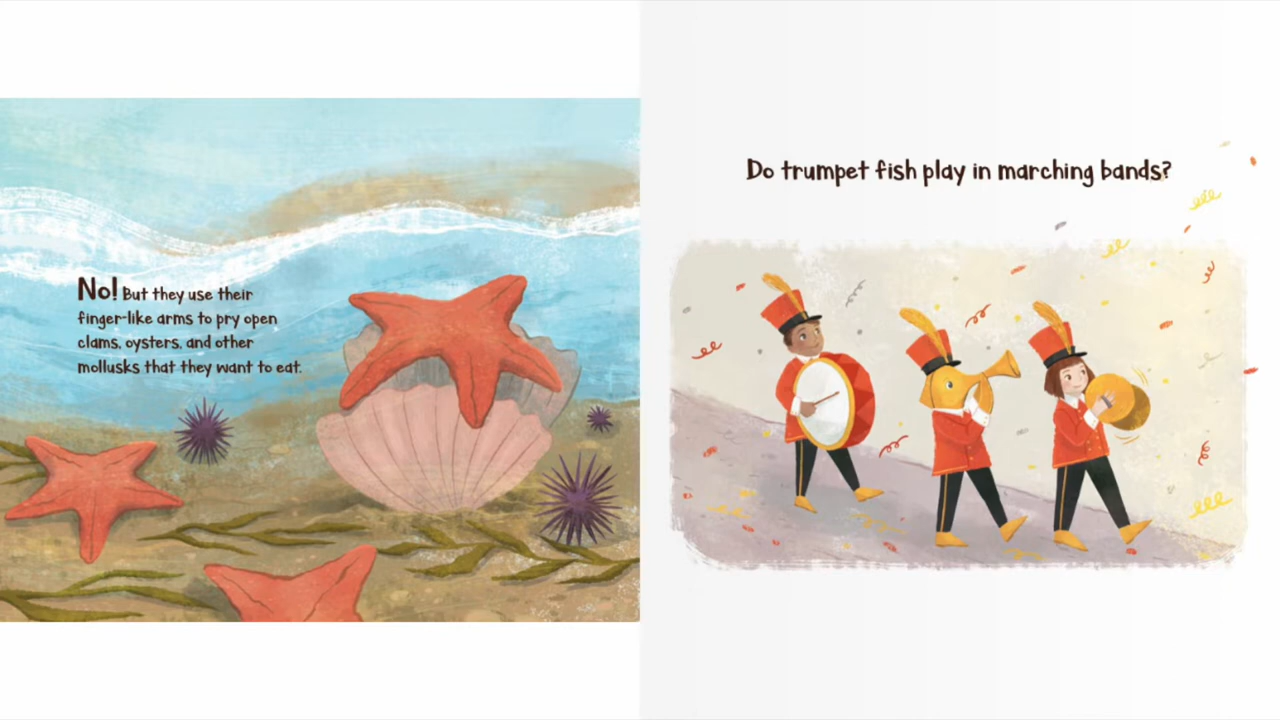 No! But they use their
finger-like arms to pry open
clams, oysters, and other
mollusks that they want to eat.
Do trumpet fish play in marching bands?